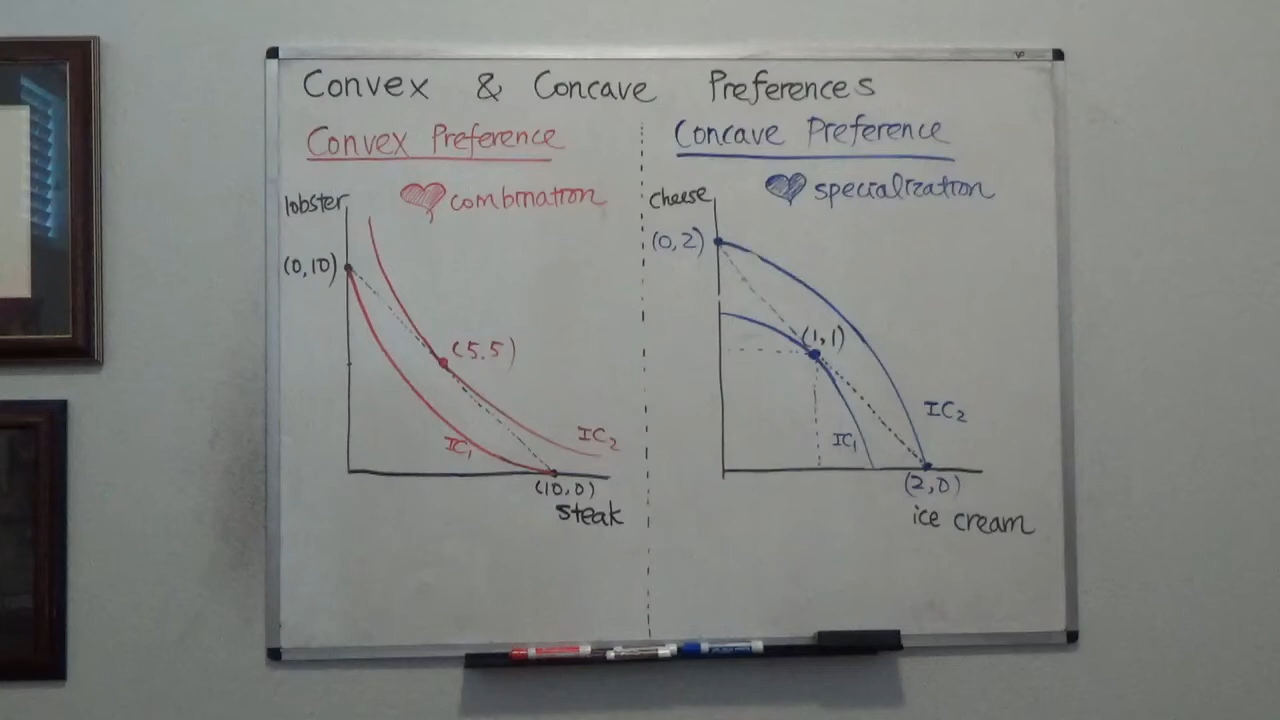 Convex & Concave Preferences
Convex Preference
♥ combination
lobster
(0,10)
(5.5)
IC1
IC2
(10,0)
steak
Concave Preference
♥ specialization
Cheese
(0,2)
(1,1)
IC1
IC2
(2,0)
ice cream